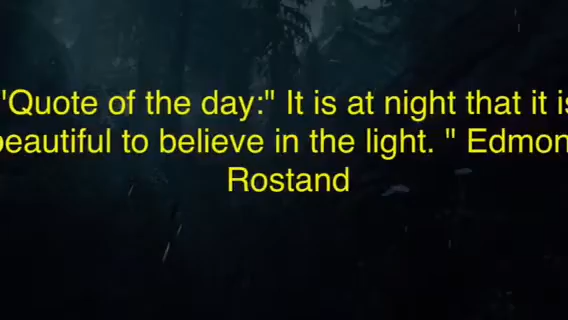 "Quote of the day:" It is at night that it is
beautiful to believe in the light. " Edmon
Rostand